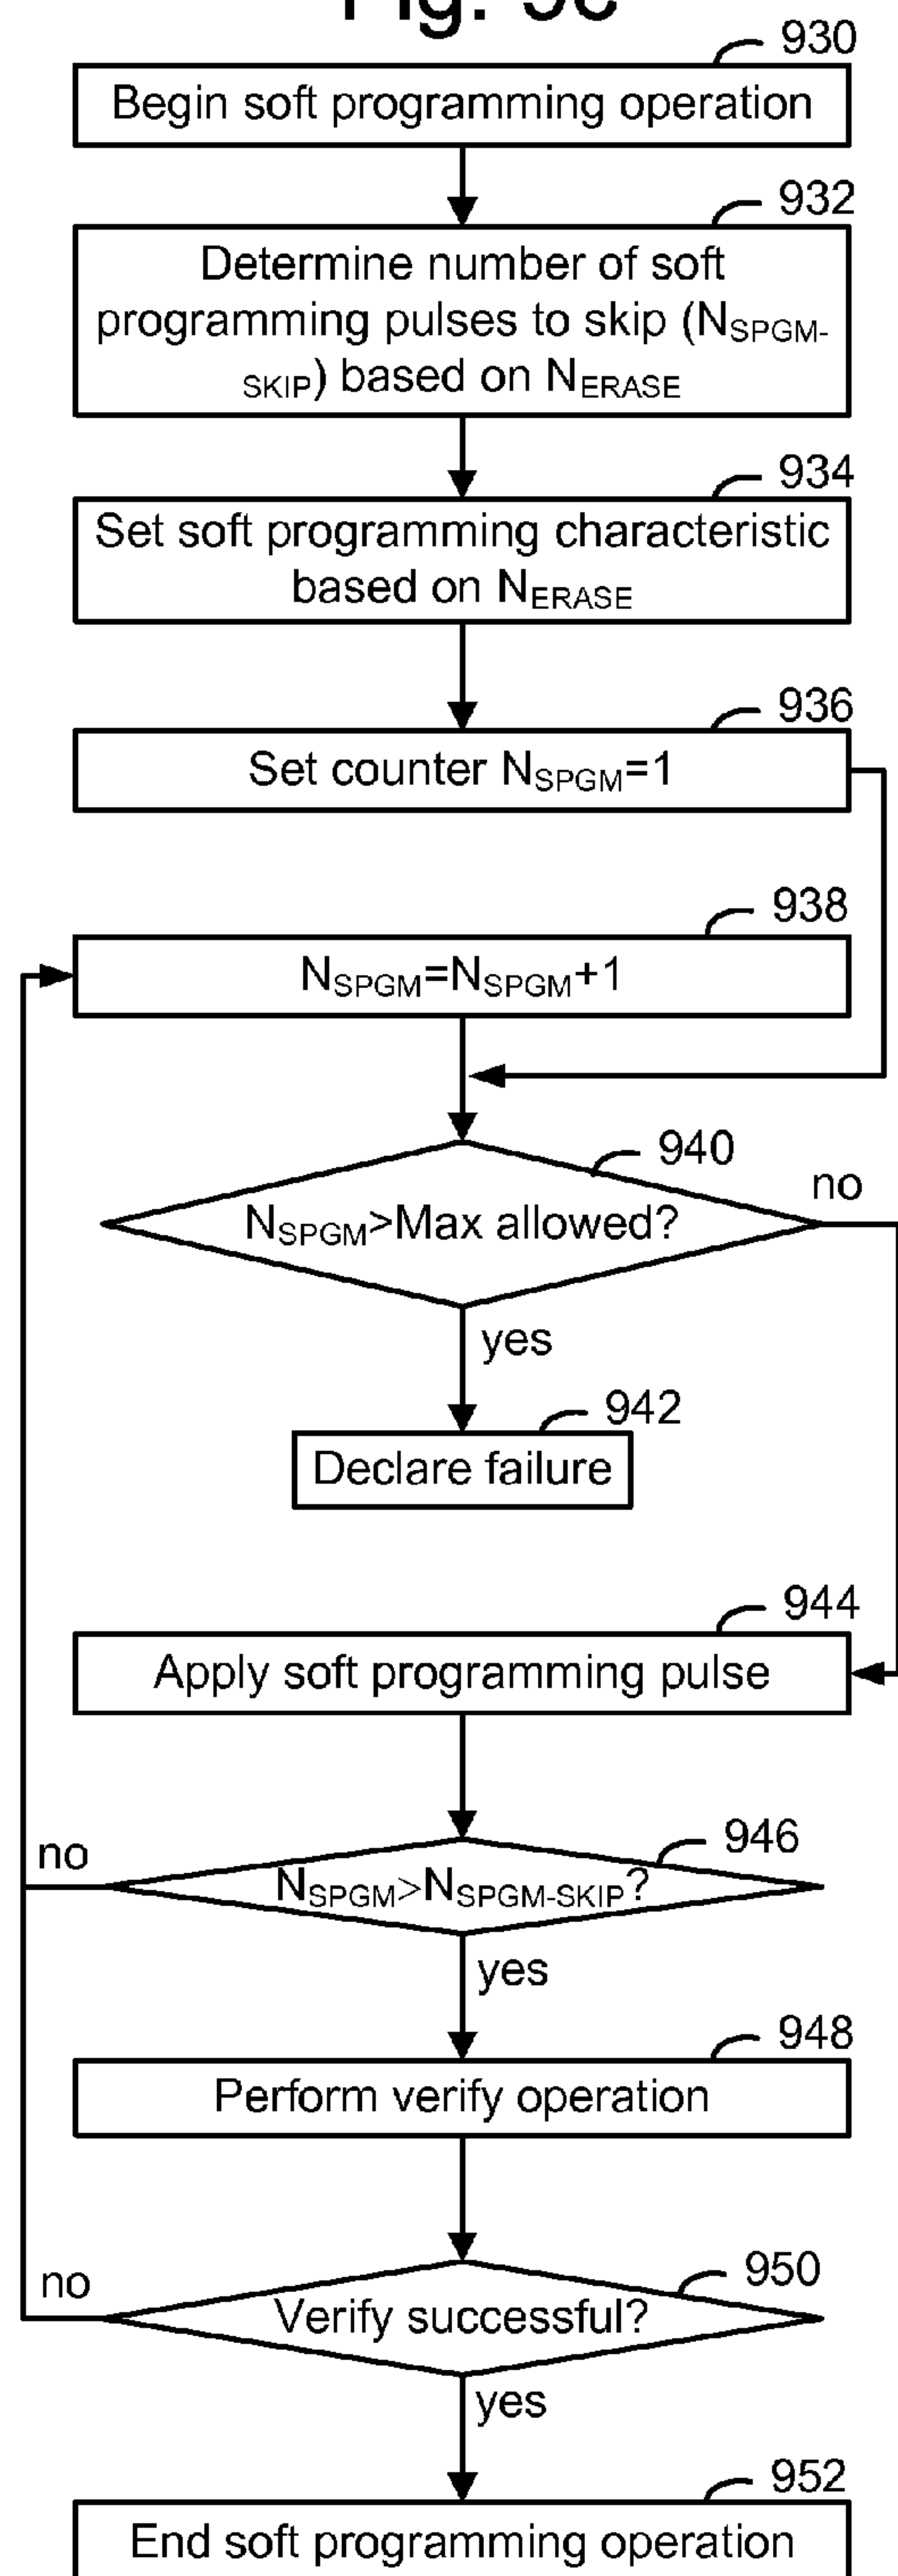 Fig. 9c
930
Begin soft programming operation
932
Determine number of soft
programming pulses to skip (NSPGM-
SKIP) based on NERASE
934
Set soft programming characteristic
based on NERASE
936
Set counter NSPGM=1
938
NSPGM=NSPGM+1
940
no
NSPGM>Max allowed?
yes
942
Declare failure
944
Apply soft programming pulse
946
no
NSPGM>NSPGM-SKIP?
yes
948
Perform verify operation
950
no
Verify successful?
yes
952
End soft programming operation